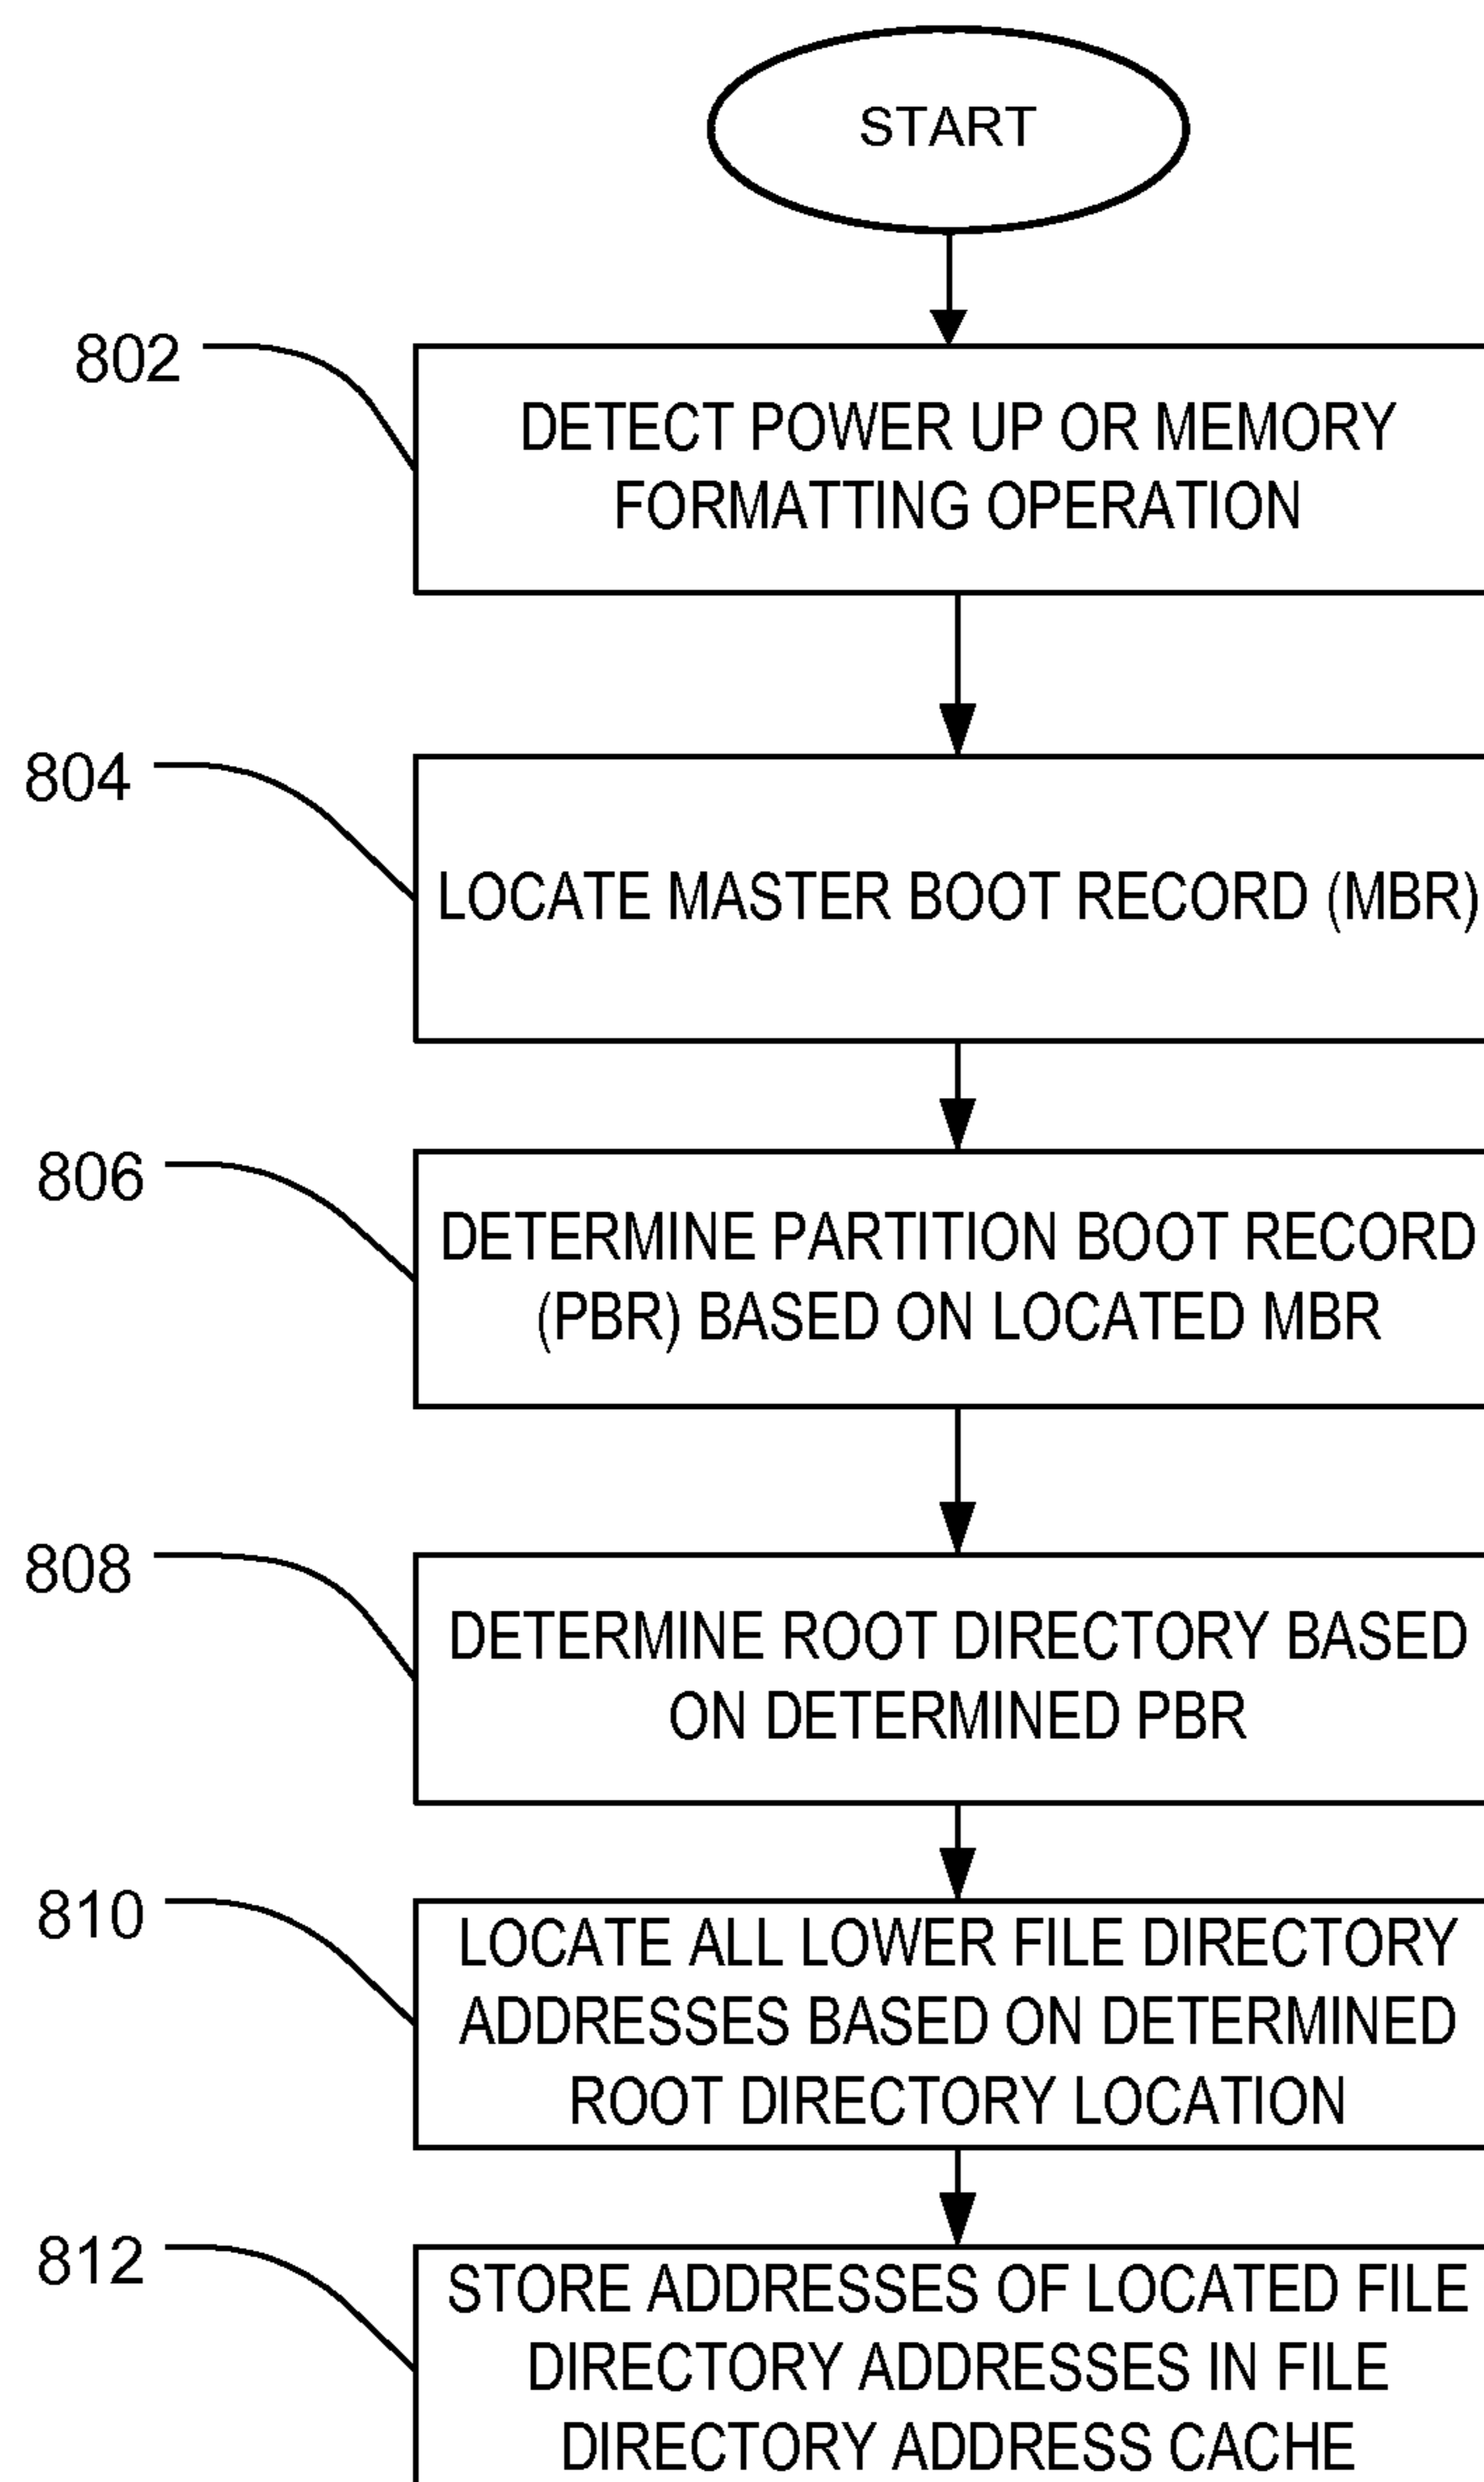 START
802
DETECT POWER UP OR MEMORY
FORMATTING OPERATION
804
LOCATE MASTER BOOT RECORD (MBR)
806
DETERMINE PARTITION BOOT RECORD
(PBR) BASED ON LOCATED MBR
808
DETERMINE ROOT DIRECTORY BASED
ON DETERMINED PBR
810
LOCATE ALL LOWER FILE DIRECTORY
ADDRESSES BASED ON DETERMINED
ROOT DIRECTORY LOCATION
812
STORE ADDRESSES OF LOCATED FILE
DIRECTORY ADDRESSES IN FILE
DIRECTORY ADDRESS CACHE